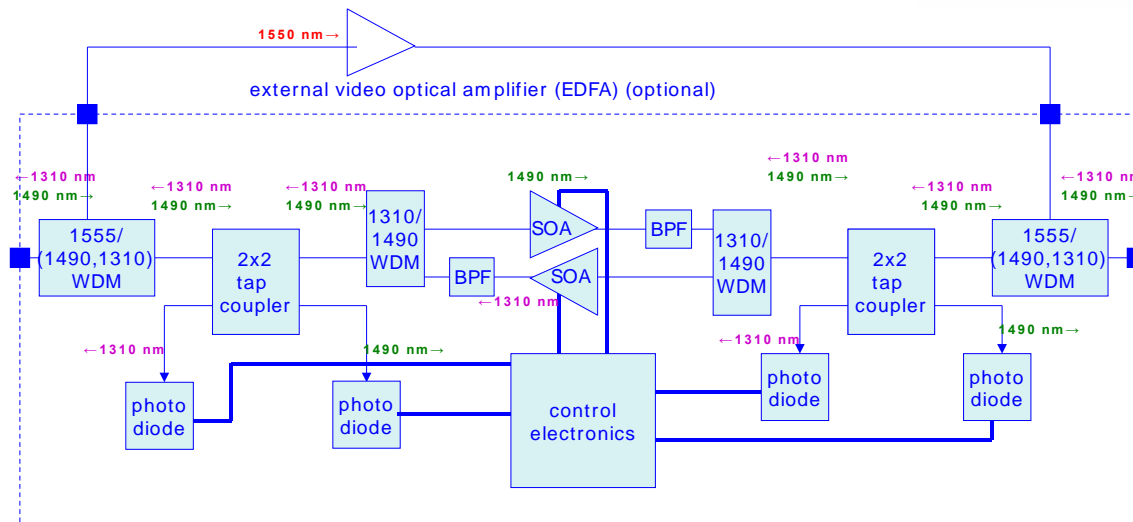 1550 nm→
external video optical amplifier (EDFA) (optional)
←1310 nm
1490 nm→
←1310 nm
1490 nm→
←1310 nm
1490 nm→
1490 nm→
←1310 nm
1490 nm→
←1310 nm
1490 nm→
←1310 nm
1490 nm→
1555/
(1490,1310)
WDM
2x2
tap
coupler
1310/
1490
WDM
SOA
BPF
BPF
SOA
←1310 nm
1310/
1490
WDM
2x2
tap
coupler
1555/
(1490,1310)
WDM
←1310 nm
1490 nm→
←1310 nm
1490 nm→
photo
diode
photo
diode
control
electronics
photo
diode
photo
diode